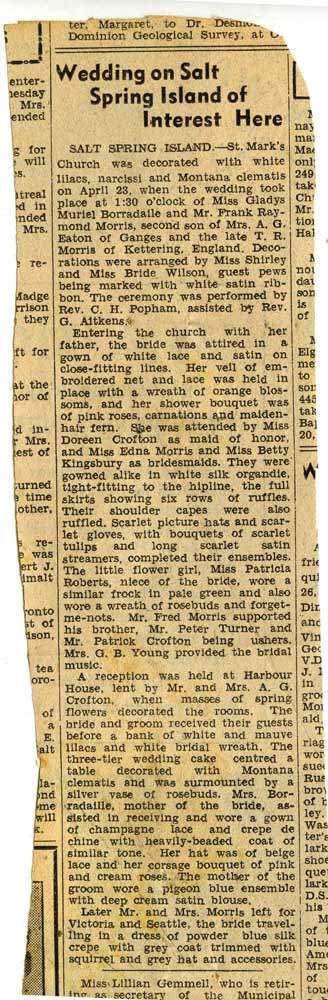 ter, Margaret, to Dr. Desmo
Dominion Geological Survey, at O
Wedding on Salt
Spring Island of
Interest Here
SALT SPRING ISLAND.—St. Mark's
Church was decorated with white
lilacs, narcissi and Montana clematis
on April 23, when the wedding took
place at 1:30 o'clock of Miss Gladys
Muriel Borradaile and Mr. Frank Ray-
mond Morris, second son of Mrs. A. G.
Eaton of Ganges and the late T. R.
Morris of Kettering, England. Deco-
rations were arranged by Miss Shirley
and Miss Bride Wilson, guest pews
being marked with white satin rib-
bon. The ceremony was performed by
Rev. C. H. Popham, assisted by Rev.
G. Aitkens.
Entering the church with her
father, the bride was attired in a
gown of white lace and satin on
close-fitting lines. Her veil of em-
broidered net and lace was held in
place with a wreath of orange blos-
soms, and her shower bouquet was
of pink roses, carnations and maiden-
hair fern. She was attended by Miss
Doreen Crofton as maid of honor,
and Miss Edna Morris and Miss Betty
Kingsbury as bridesmaids. They were
gowned alike in white silk organdie,
tight-fitting to the hipline, the full
skirts showing six rows of ruffles.
Their shoulder capes were also
ruffled. Scarlet picture hats and scar-
let gloves, with bouquets of scarlet
tulips and long scarlet satin
streamers, completed their ensembles.
The little flower girl, Miss Patricia
Roberts, niece of the bride, wore a
similar frock in pale green and also
wore a wreath of rosebuds and forget-
me-nots. Mr. Fred Morris supported
his brother, Mr. Peter Turner and
Mr. Patrick Crofton being ushers.
Mrs. G. B. Young provided the bridal
music.
A reception was held at Harbour
House, lent by Mr. and Mrs. A. G.
Crofton, when masses of spring
flowers decorated the rooms. The
bride and groom received their guests
before a bank of white and mauve
lilacs and white bridal wreath. The
three-tier wedding cake centred a
table decorated with Montana
clematis and was surmounted by a
silver vase of rosebuds. Mrs. Bor-
radaille, mother of the bride, as-
sisted in receiving and wore a gown
of champagne lace and crepe de
chine with heavily-beaded coat of
similar tone. Her hat was of beige
lace and her corsage bouquet of pink
and cream roses. The mother of the
groom wore a pigeon blue ensemble
with deep cream satin blouse.
Later Mr. and Mrs. Morris left for
Victoria and Seattle, the bride travel-
ling in a dress of powder blue silk
crepe with grey coat trimmed with
squirrel and grey hat and accessories.
Miss Lillian Gemmell, who is retir-
ing as secretary of the Municipal